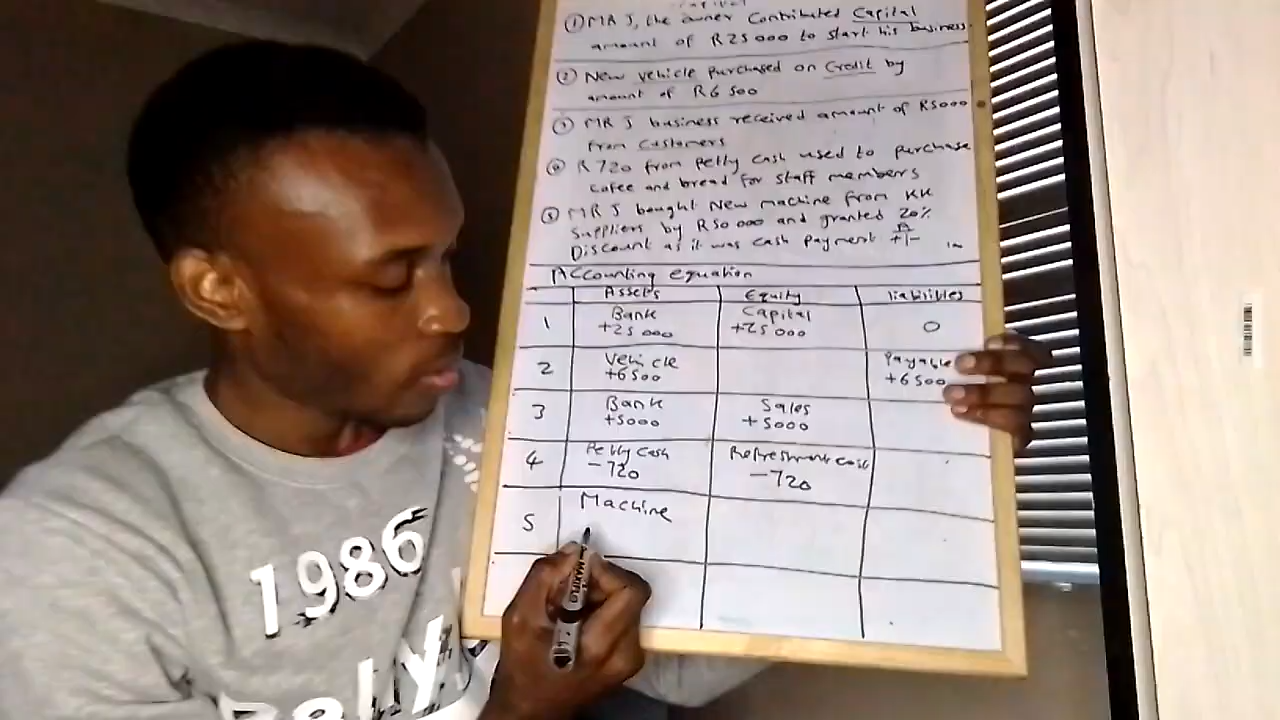 ① MR J, the owner Contributed Capital
amount of R25 000 to start his business
② New vehicle purchased on Credit by
amount of R6 500
③ MR J business received amount of R5000
from customers
④ R720 from petty cash used to purchase
cofee and bread for staff members
⑤ MR J bought New machine from KK
Suppliers by R50 000 and granted 20%
Discount as it was cash payment +/-
Accounting equation
Assets Equity liabilities
1 Bank +25 000 Capital +25 000 0
2 Vehicle +6500 Payable +6500
3 Bank +5000 Sales +5000
4 Petty cash -720 Refreshment cost -720
5 Machine
1986